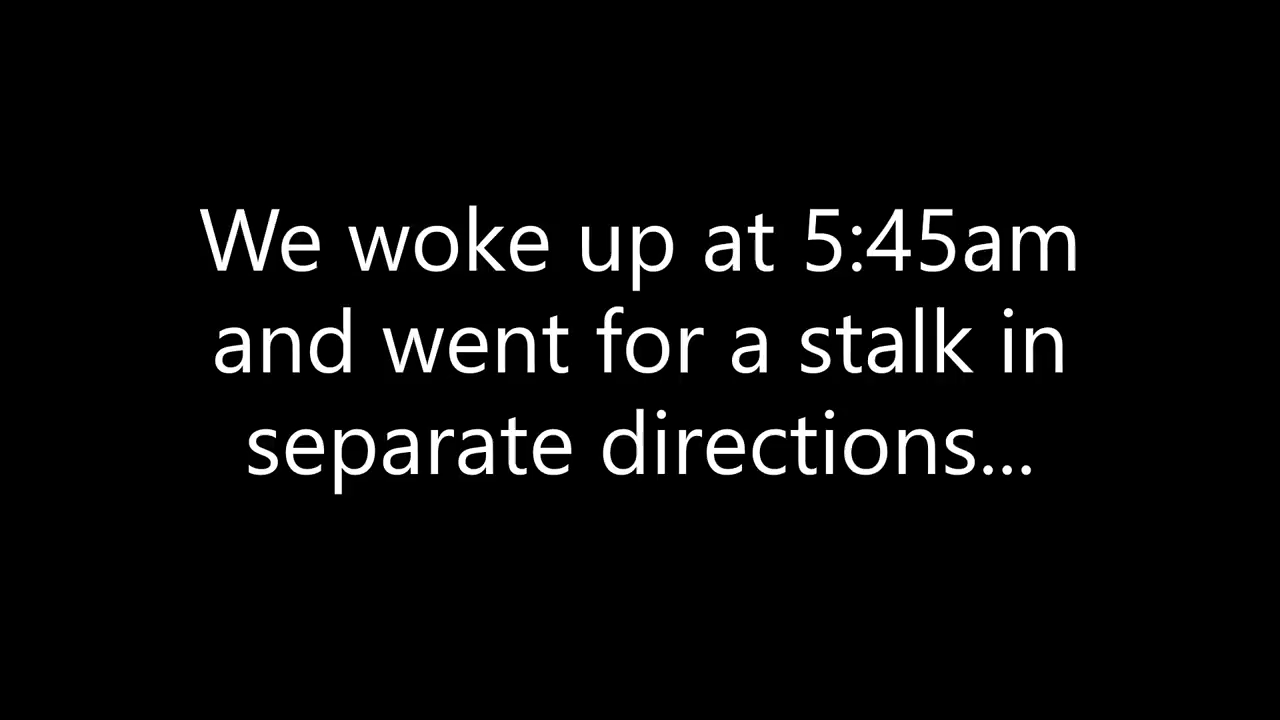 We woke up at 5:45am
and went for a stalk in
separate directions...